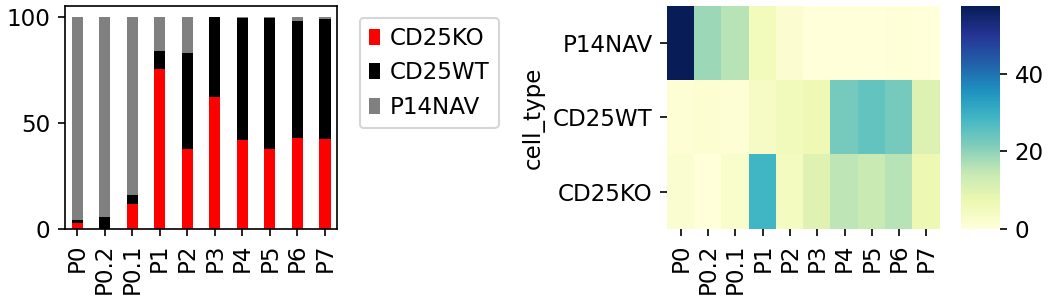 100
50
0
P0
P0.2
P0.1
P1
P2
P3
P4
P5
P6
P7
CD25KO
CD25WT
P14NAV
cell_type
P14NAV
CD25WT
CD25KO
P0
P0.2
P0.1
P1
P2
P3
P4
P5
P6
P7
40
20
0